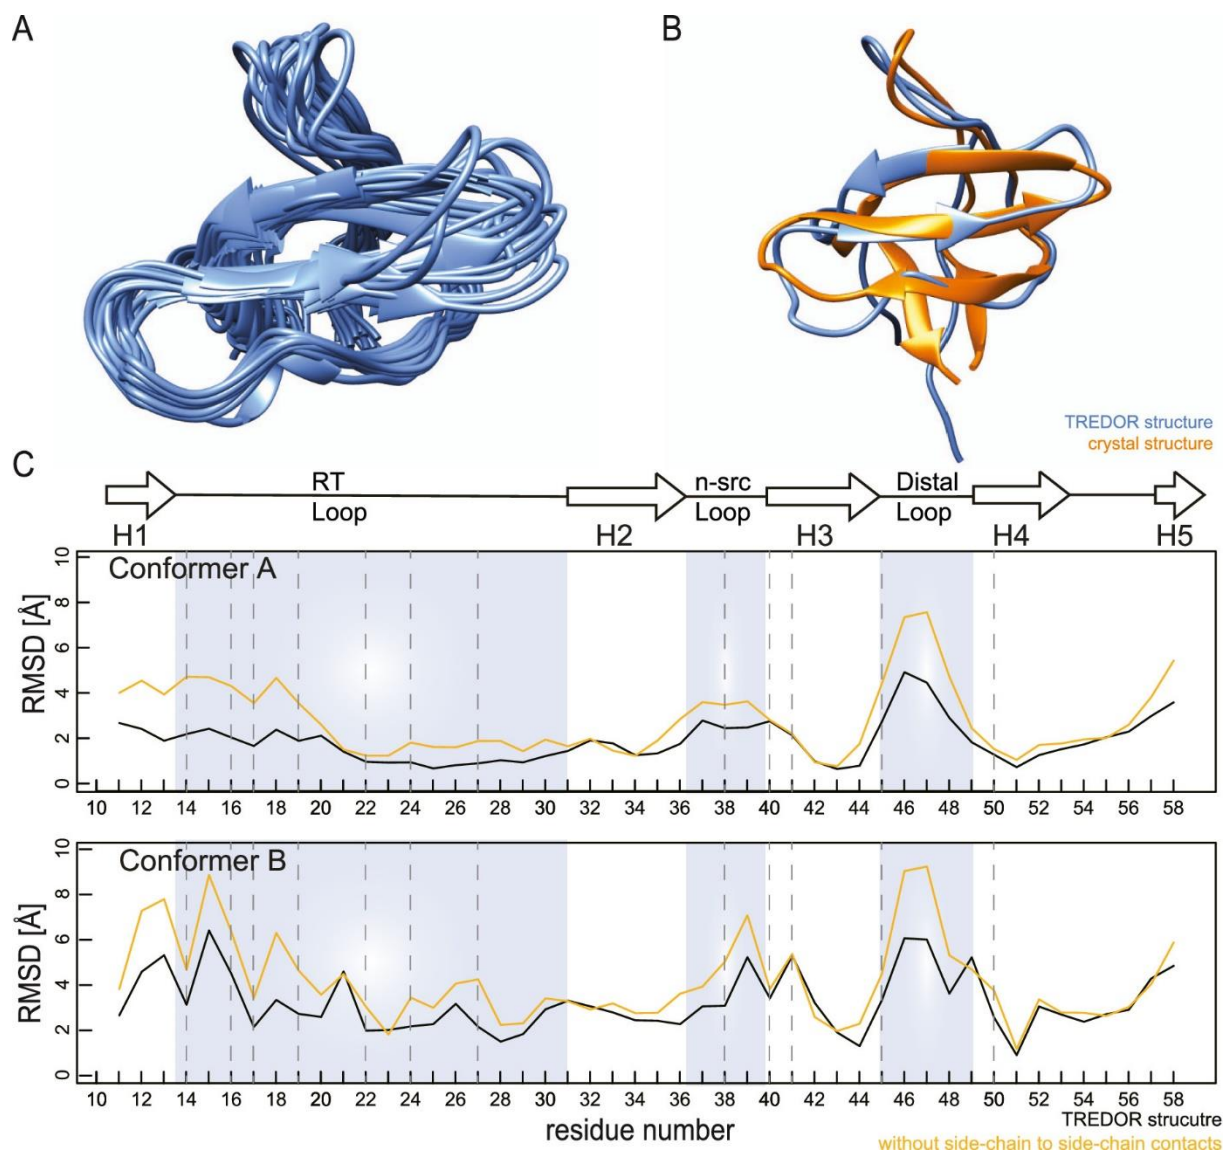 A
B
TREDOR structure
crystal structure
C
RT
Loop
n-src
Loop
Distal
Loop
H1
H2
H3
H4
H5
Conformer A
RMSD [Å]
10
8
6
4
2
0
10 12 14 16 18 20 22 24 26 28 30 32 34 36 38 40 42 44 46 48 50 52 54 56 58
Conformer B
RMSD [Å]
10
8
6
4
2
0
10 12 14 16 18 20 22 24 26 28 30 32 34 36 38 40 42 44 46 48 50 52 54 56 58
residue number
TREDOR strucutre
without side-chain to side-chain contacts